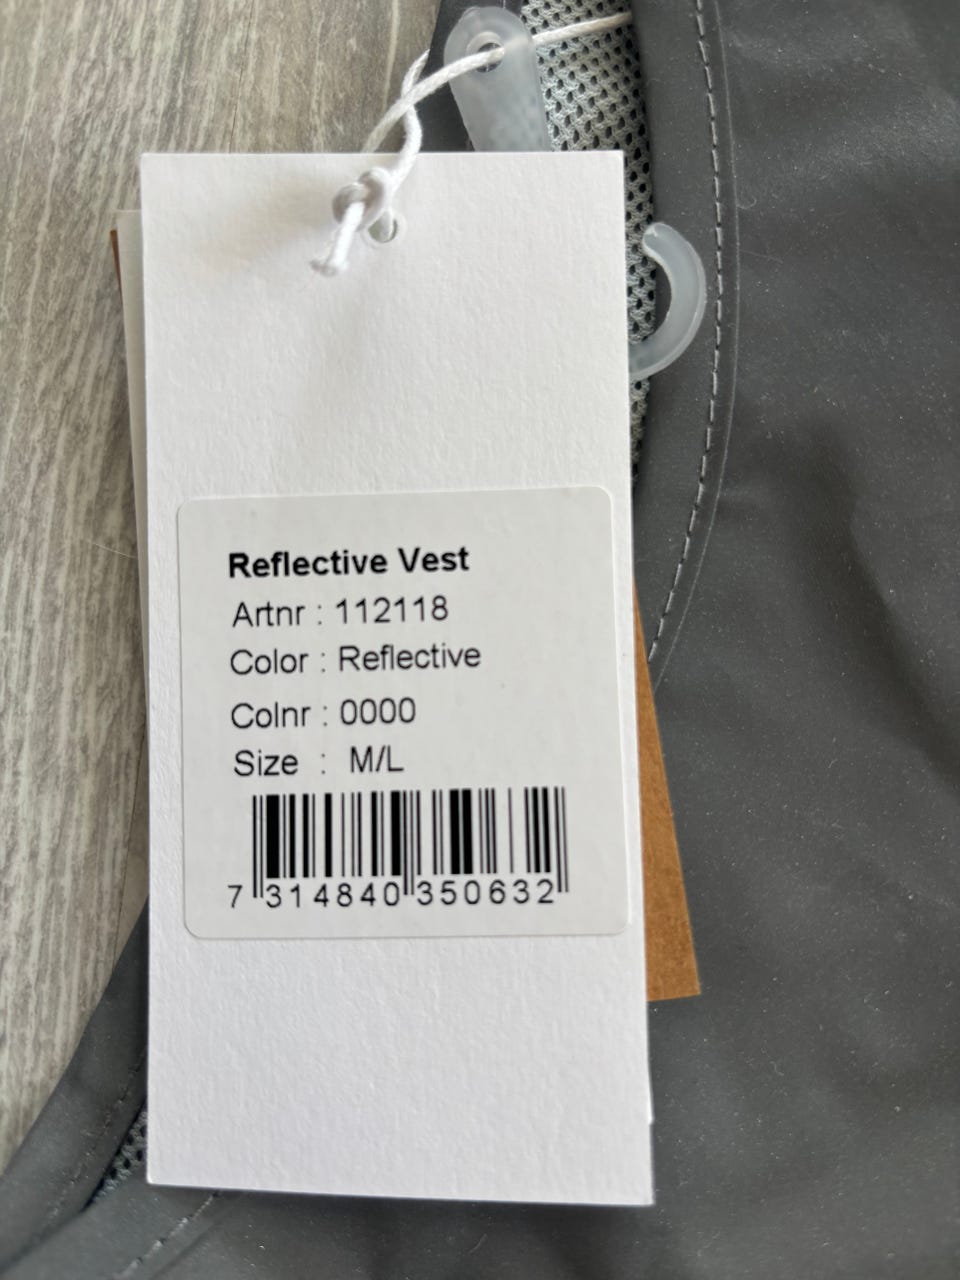 Reflective Vest
Artnr : 112118
Color : Reflective
Colnr : 0000
Size : M/L
7 314840 350632